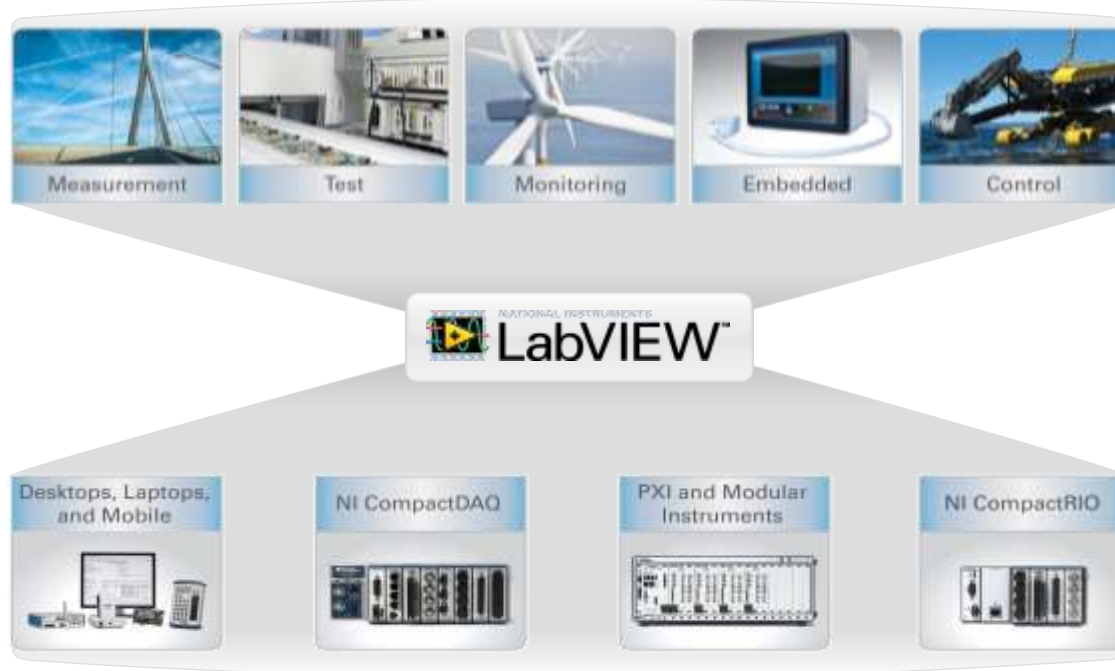 Measurement
Test
Monitoring
Embedded
Control
NATIONAL INSTRUMENTS
LabVIEW™
Desktops, Laptops,
and Mobile
NI CompactDAQ
PXI and Modular
Instruments
NI CompactRIO